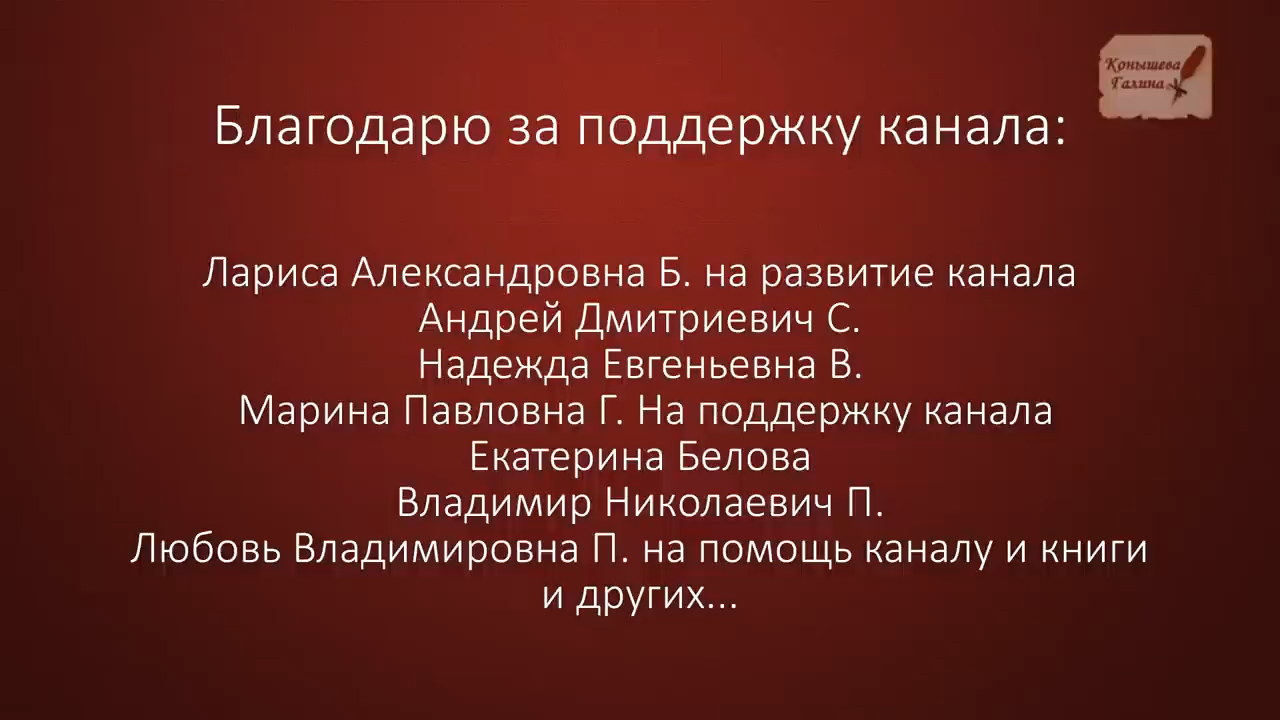 Конышева
Галина
Благодарю за поддержку канала:
Лариса Александровна Б. на развитие канала
Андрей Дмитриевич С.
Надежда Евгеньевна В.
Марина Павловна Г. На поддержку канала
Екатерина Белова
Владимир Николаевич П.
Любовь Владимировна П. на помощь каналу и книги
и других...